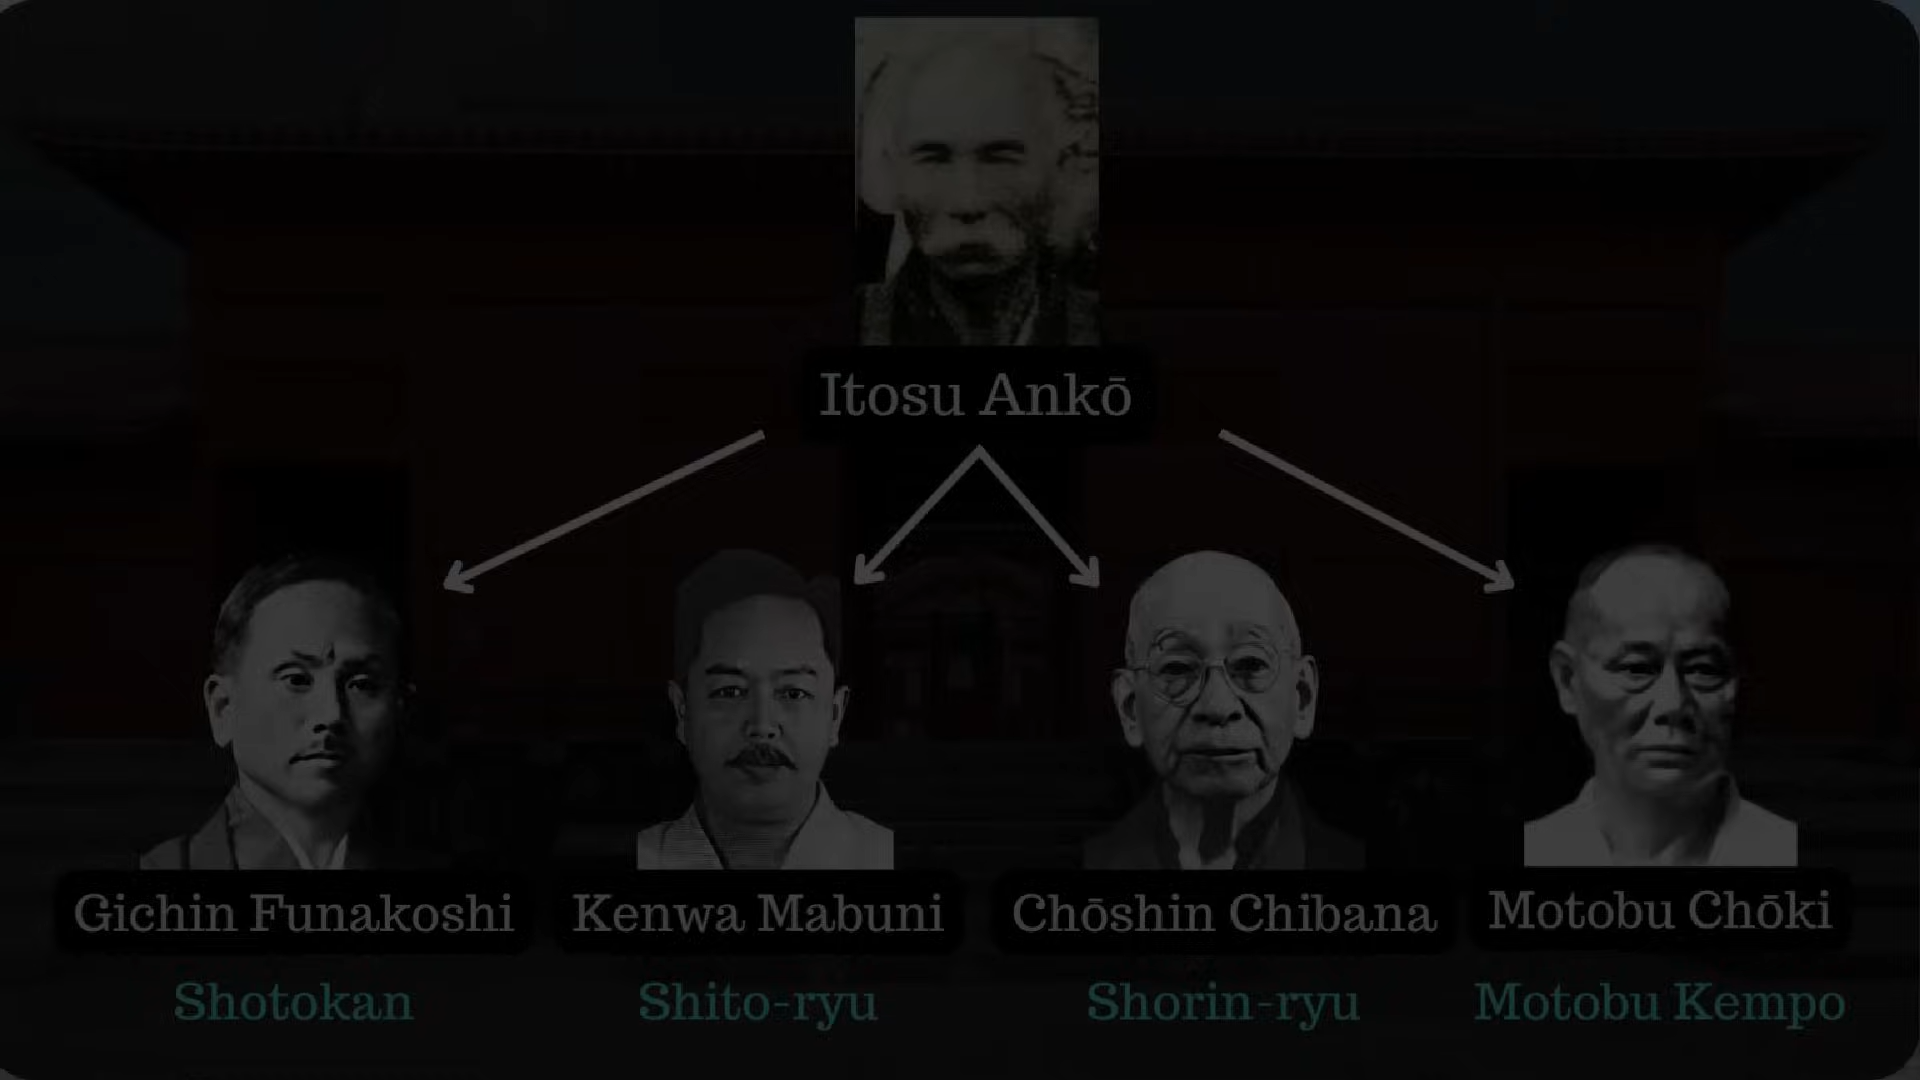 Itosu Ankō
Gichin Funakoshi
Kenwa Mabuni
Chōshin Chibana
Motobu Chōki
Shotokan
Shito-ryu
Shorin-ryu
Motobu Kempo